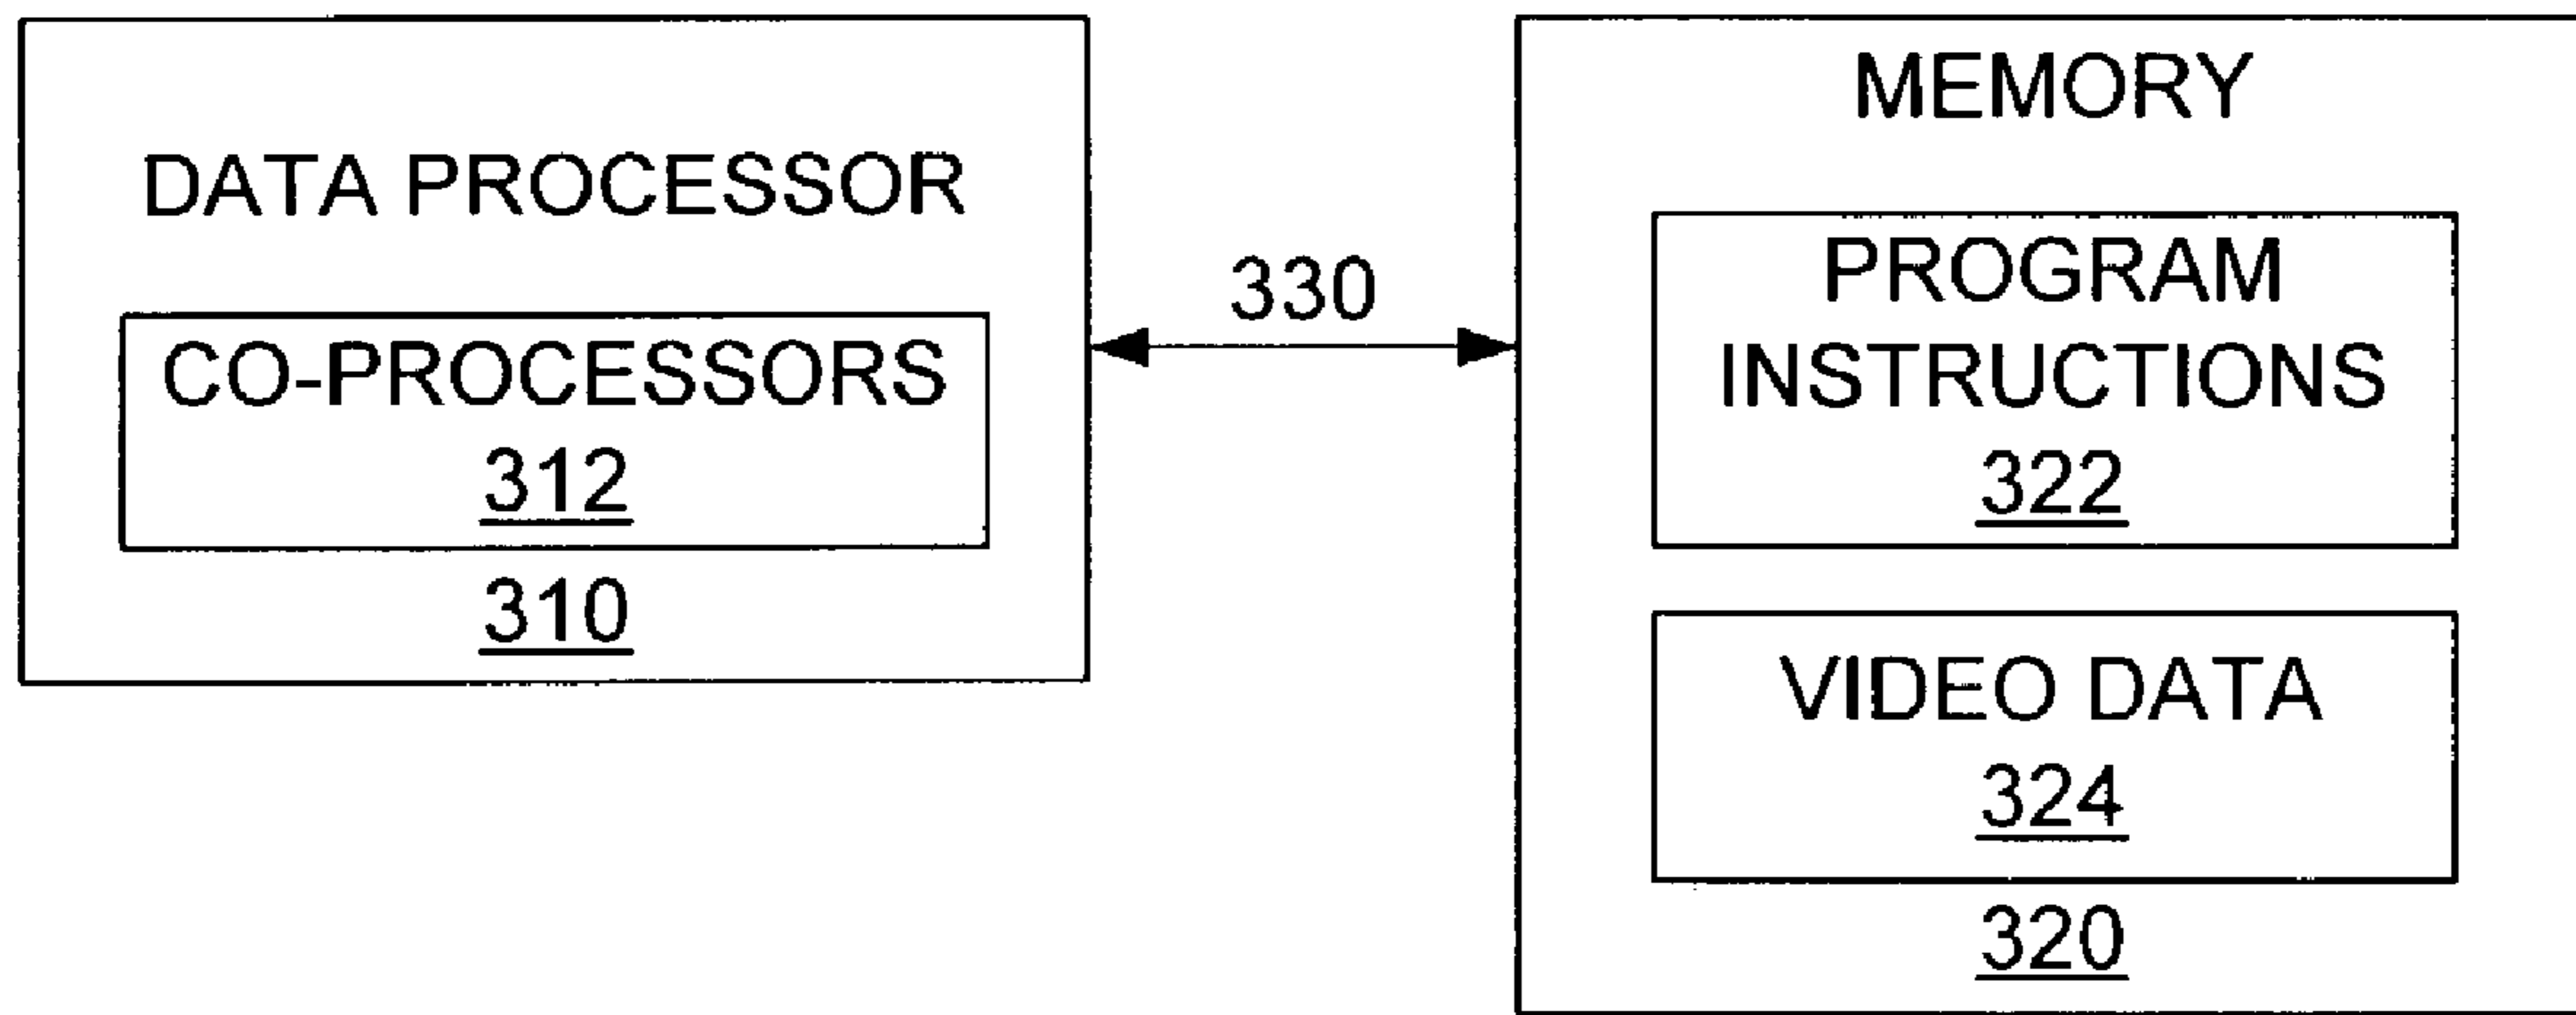 DATA PROCESSOR
CO-PROCESSORS
312
310
330
MEMORY
PROGRAM
INSTRUCTIONS
322
VIDEO DATA
324
320